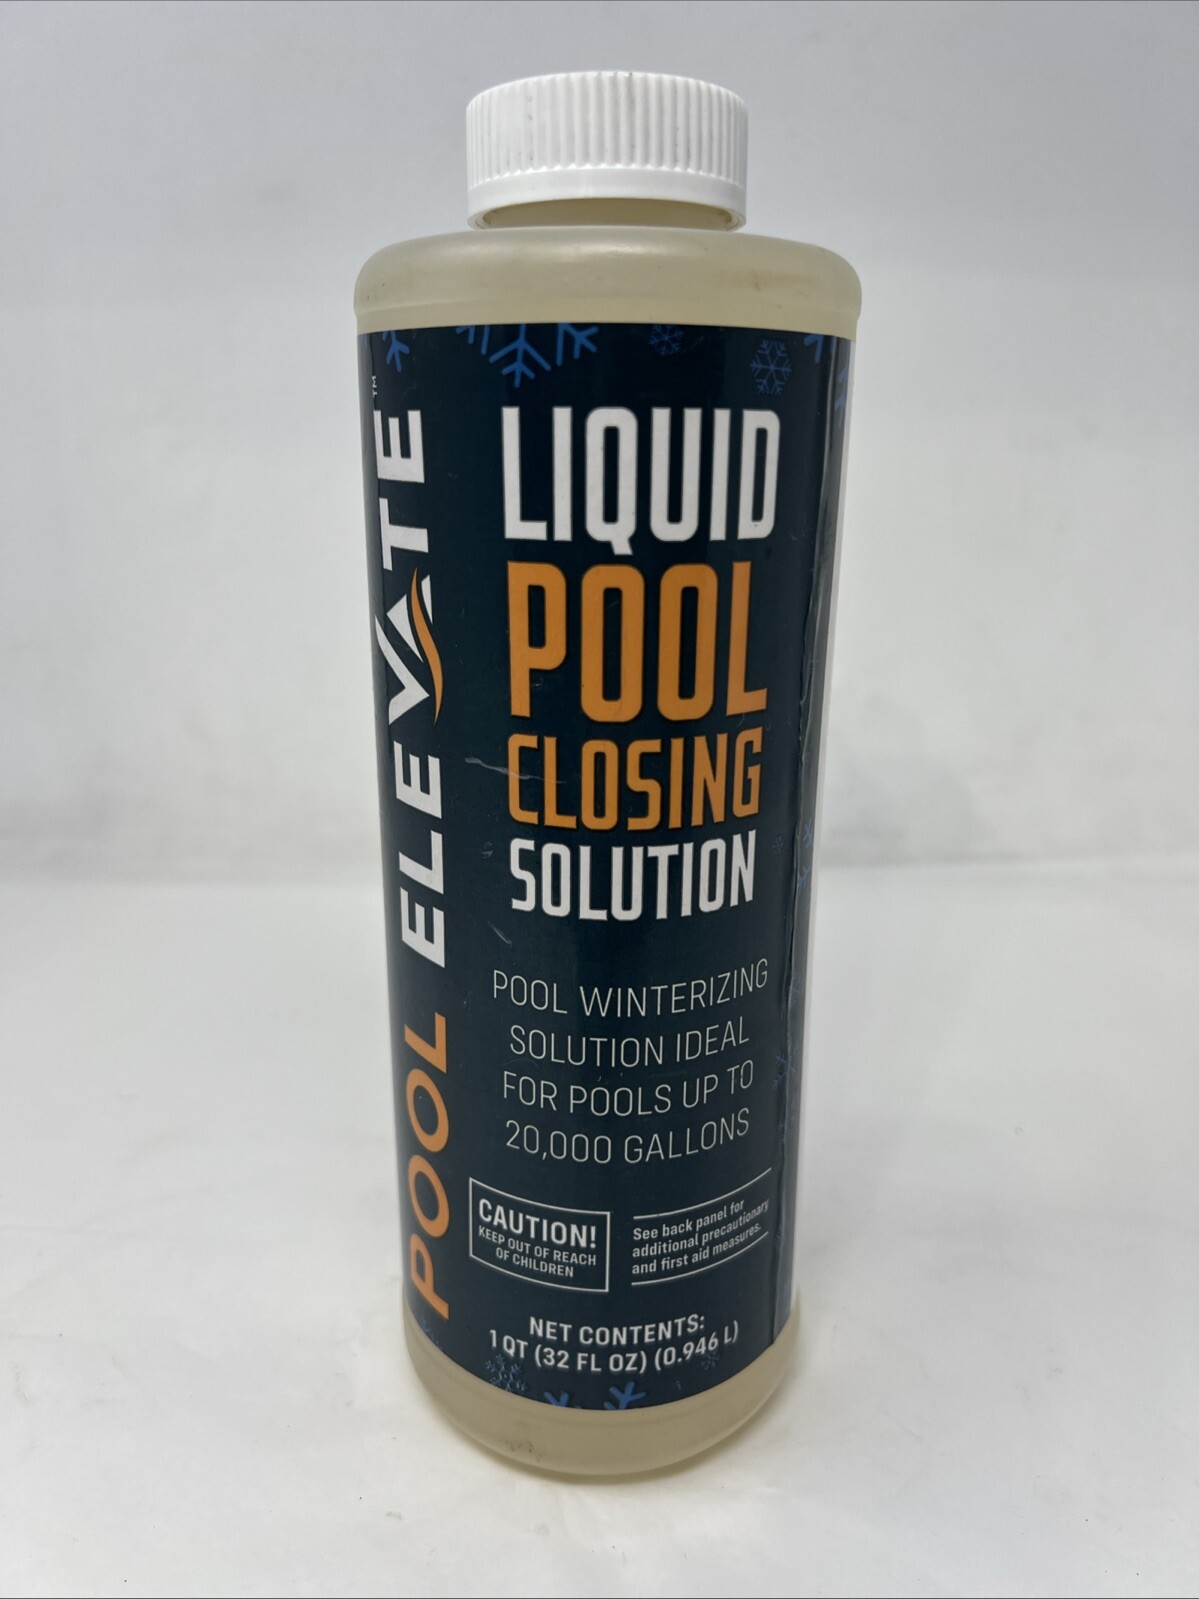 POOL ELEVATE™
LIQUID
POOL
CLOSING
SOLUTION
POOL WINTERIZING
SOLUTION IDEAL
FOR POOLS UP TO
20,000 GALLONS
CAUTION!
KEEP OUT OF REACH
OF CHILDREN
See back panel for
additional precautionary
and first aid measures.
NET CONTENTS:
1 QT (32 FL OZ) (0.946 L)